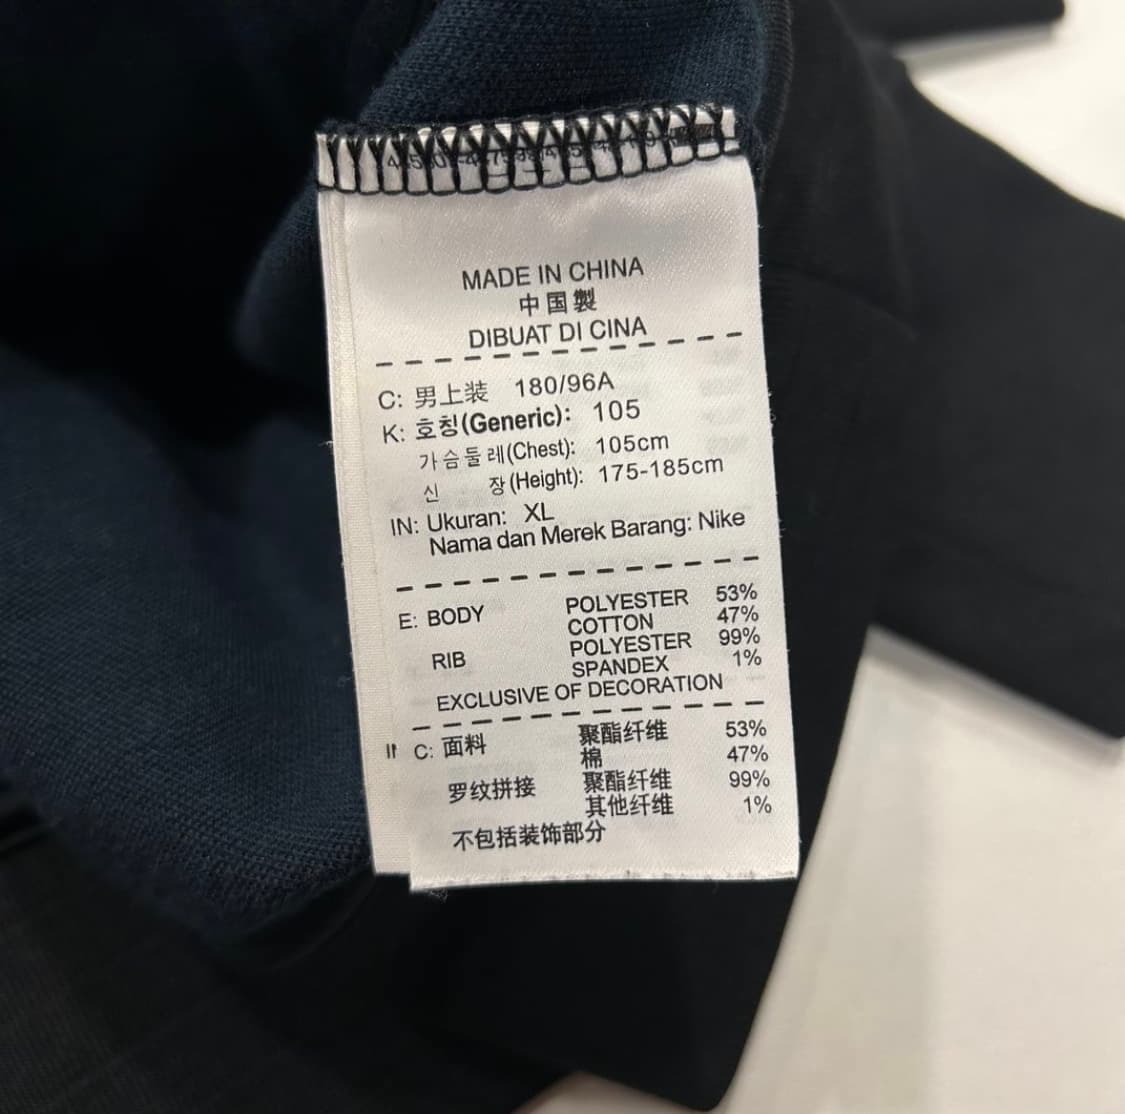 MADE IN CHINA
中国製
DIBUAT DI CINA
C: 男上装 180/96A
K: 호칭(Generic): 105
가슴둘레(Chest): 105cm
신 장(Height): 175-185cm
IN: Ukuran: XL
Nama dan Merek Barang: Nike
E: BODY POLYESTER 53%
COTTON 47%
RIB POLYESTER 99%
SPANDEX 1%
EXCLUSIVE OF DECORATION
C: 面料 聚酯纤维 53%
棉 47%
罗纹拼接 聚酯纤维 99%
其他纤维 1%
不包括装饰部分